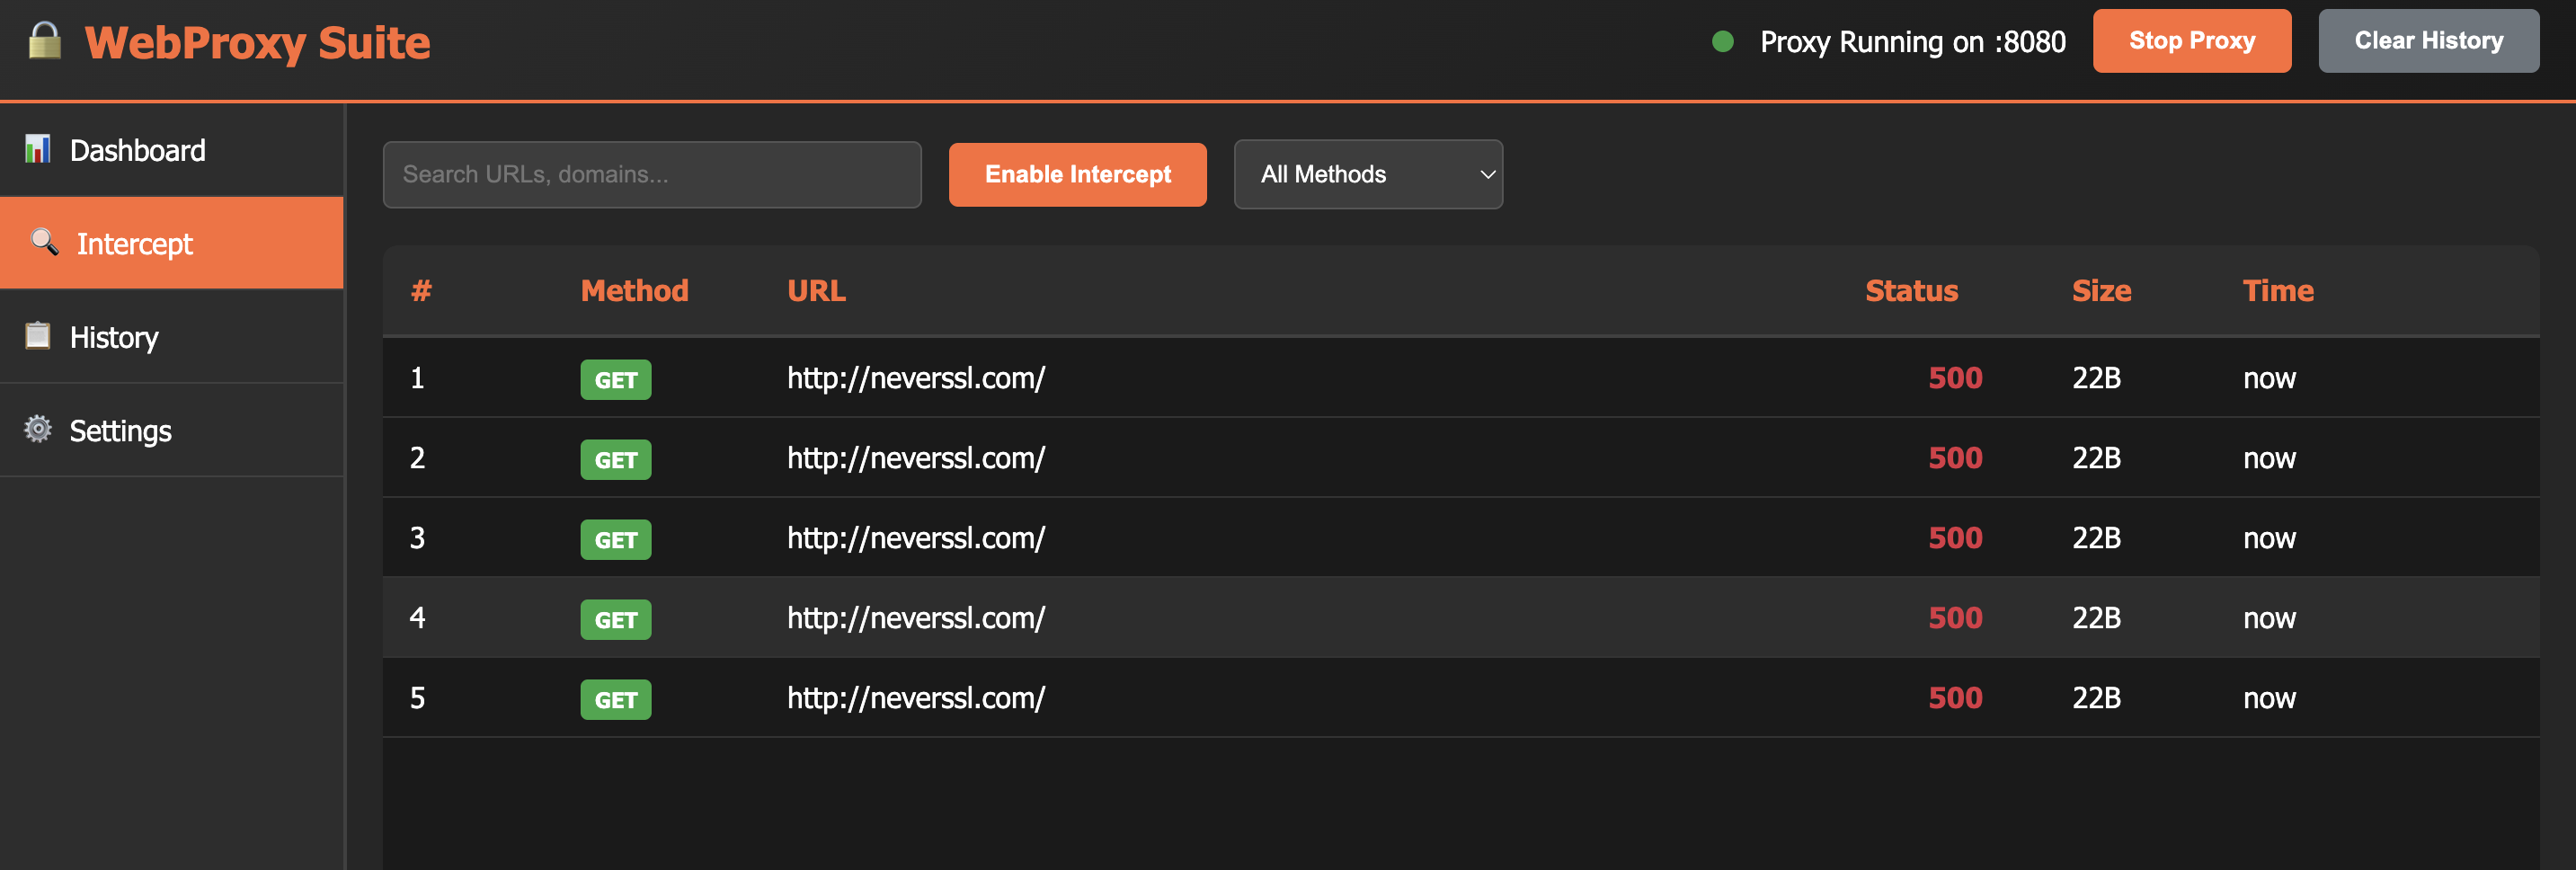 WebProxy Suite
Proxy Running on :8080
Stop Proxy
Clear History
Dashboard
Intercept
History
Settings
Search URLs, domains...
Enable Intercept
All Methods
# Method URL Status Size Time
1 GET http://neverssl.com/ 500 22B now
2 GET http://neverssl.com/ 500 22B now
3 GET http://neverssl.com/ 500 22B now
4 GET http://neverssl.com/ 500 22B now
5 GET http://neverssl.com/ 500 22B now